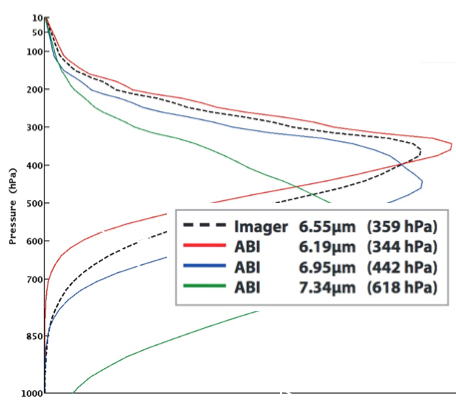 10
50
100
200
300
400
500
600
700
850
1000
Pressure (hPa)
Imager 6.55µm (359 hPa)
ABI 6.19µm (344 hPa)
ABI 6.95µm (442 hPa)
ABI 7.34µm (618 hPa)